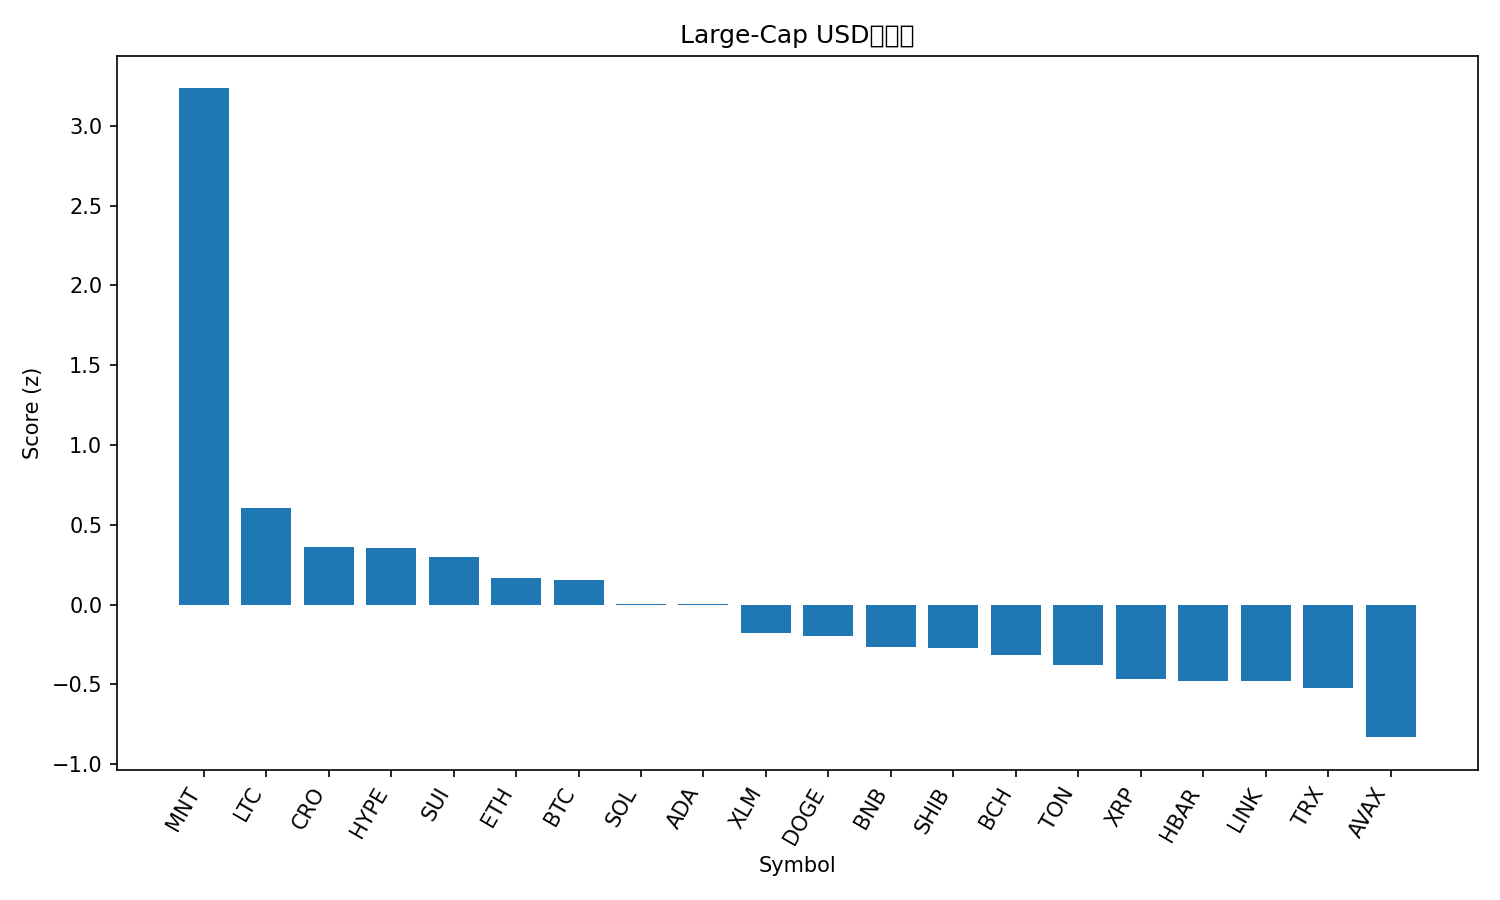 Large-Cap USD
Score (z)
3.0
2.5
2.0
1.5
1.0
0.5
0.0
−0.5
−1.0
MNT
LTC
CRO
HYPE
SUI
ETH
BTC
SOL
ADA
XLM
DOGE
BNB
SHIB
BCH
TON
XRP
HBAR
LINK
TRX
AVAX
Symbol